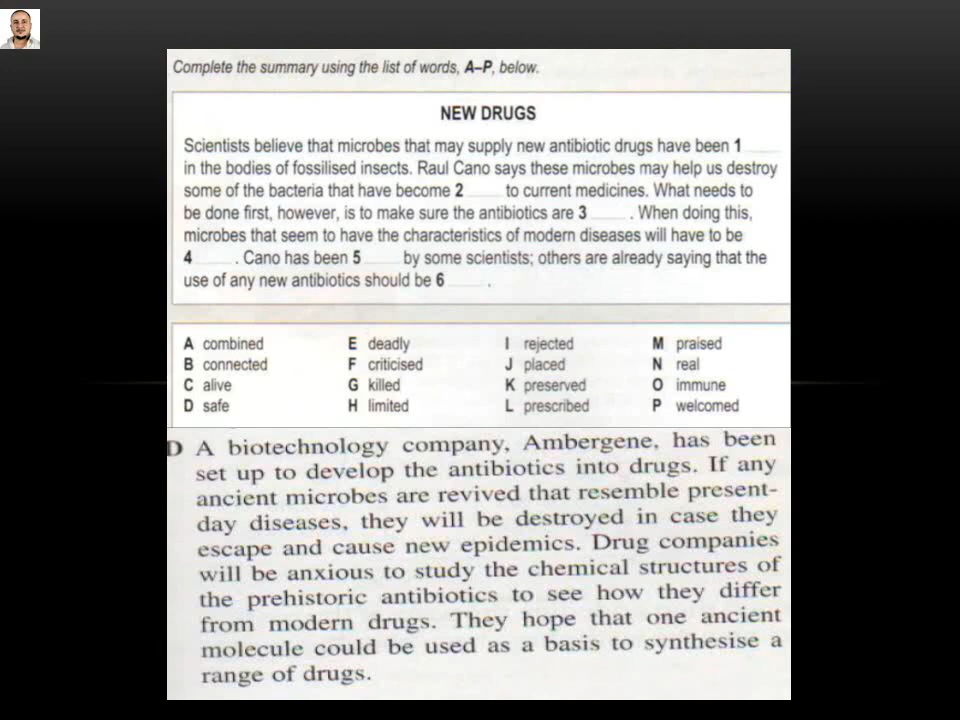 Complete the summary using the list of words, A–P, below.
NEW DRUGS
Scientists believe that microbes that may supply new antibiotic drugs have been 1 ......
in the bodies of fossilised insects. Raul Cano says these microbes may help us destroy
some of the bacteria that have become 2 ...... to current medicines. What needs to
be done first, however, is to make sure the antibiotics are 3 ...... . When doing this,
microbes that seem to have the characteristics of modern diseases will have to be
4 ...... . Cano has been 5 ...... by some scientists; others are already saying that the
use of any new antibiotics should be 6 ...... .
A combined E deadly I rejected M praised
B connected F criticised J placed N real
C alive G killed K preserved O immune
D safe H limited L prescribed P welcomed
D A biotechnology company, Ambergene, has been
set up to develop the antibiotics into drugs. If any
ancient microbes are revived that resemble present-
day diseases, they will be destroyed in case they
escape and cause new epidemics. Drug companies
will be anxious to study the chemical structures of
the prehistoric antibiotics to see how they differ
from modern drugs. They hope that one ancient
molecule could be used as a basis to synthesise a
range of drugs.